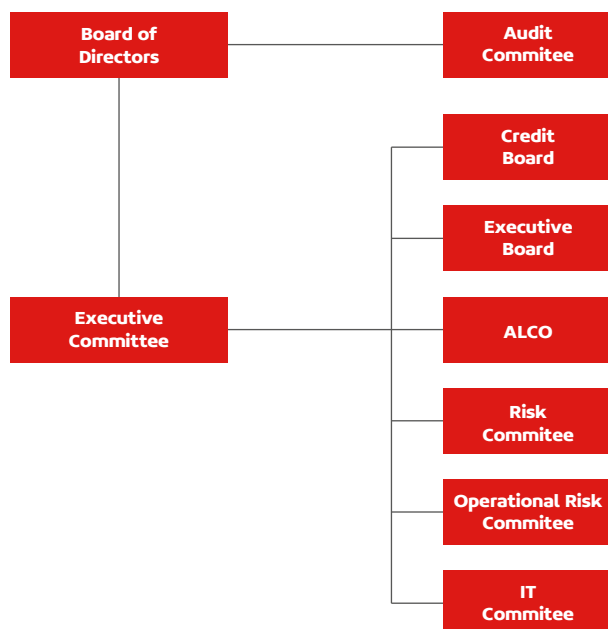 Board of
Directors
Audit
Commitee
Credit
Board
Executive
Board
Executive
Committee
ALCO
Risk
Commitee
Operational Risk
Commitee
IT
Commitee